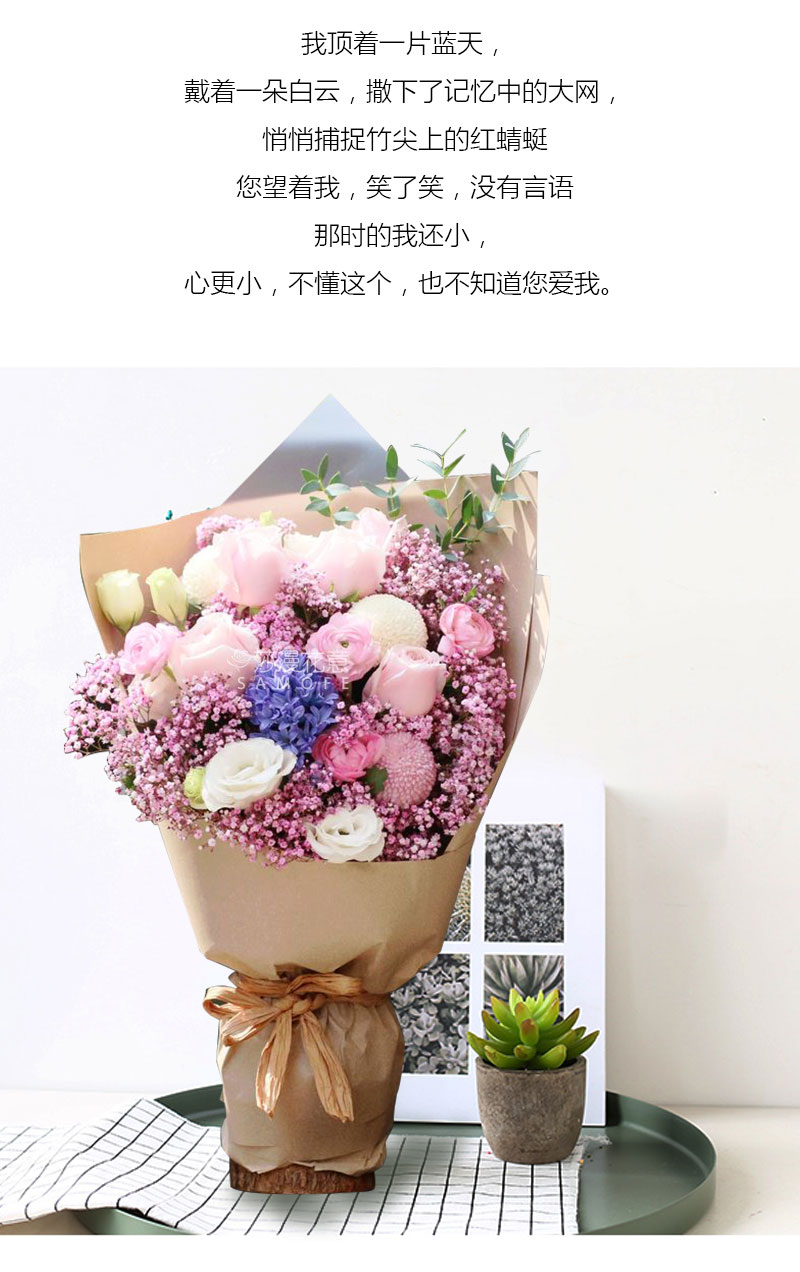 我顶着一片蓝天，
戴着一朵白云，撒下了记忆中的大网，
悄悄捕捉竹尖上的红蜻蜓
您望着我，笑了笑，没有言语
那时的我还小，
心更小，不懂这个，也不知道您爱我。
漫花意